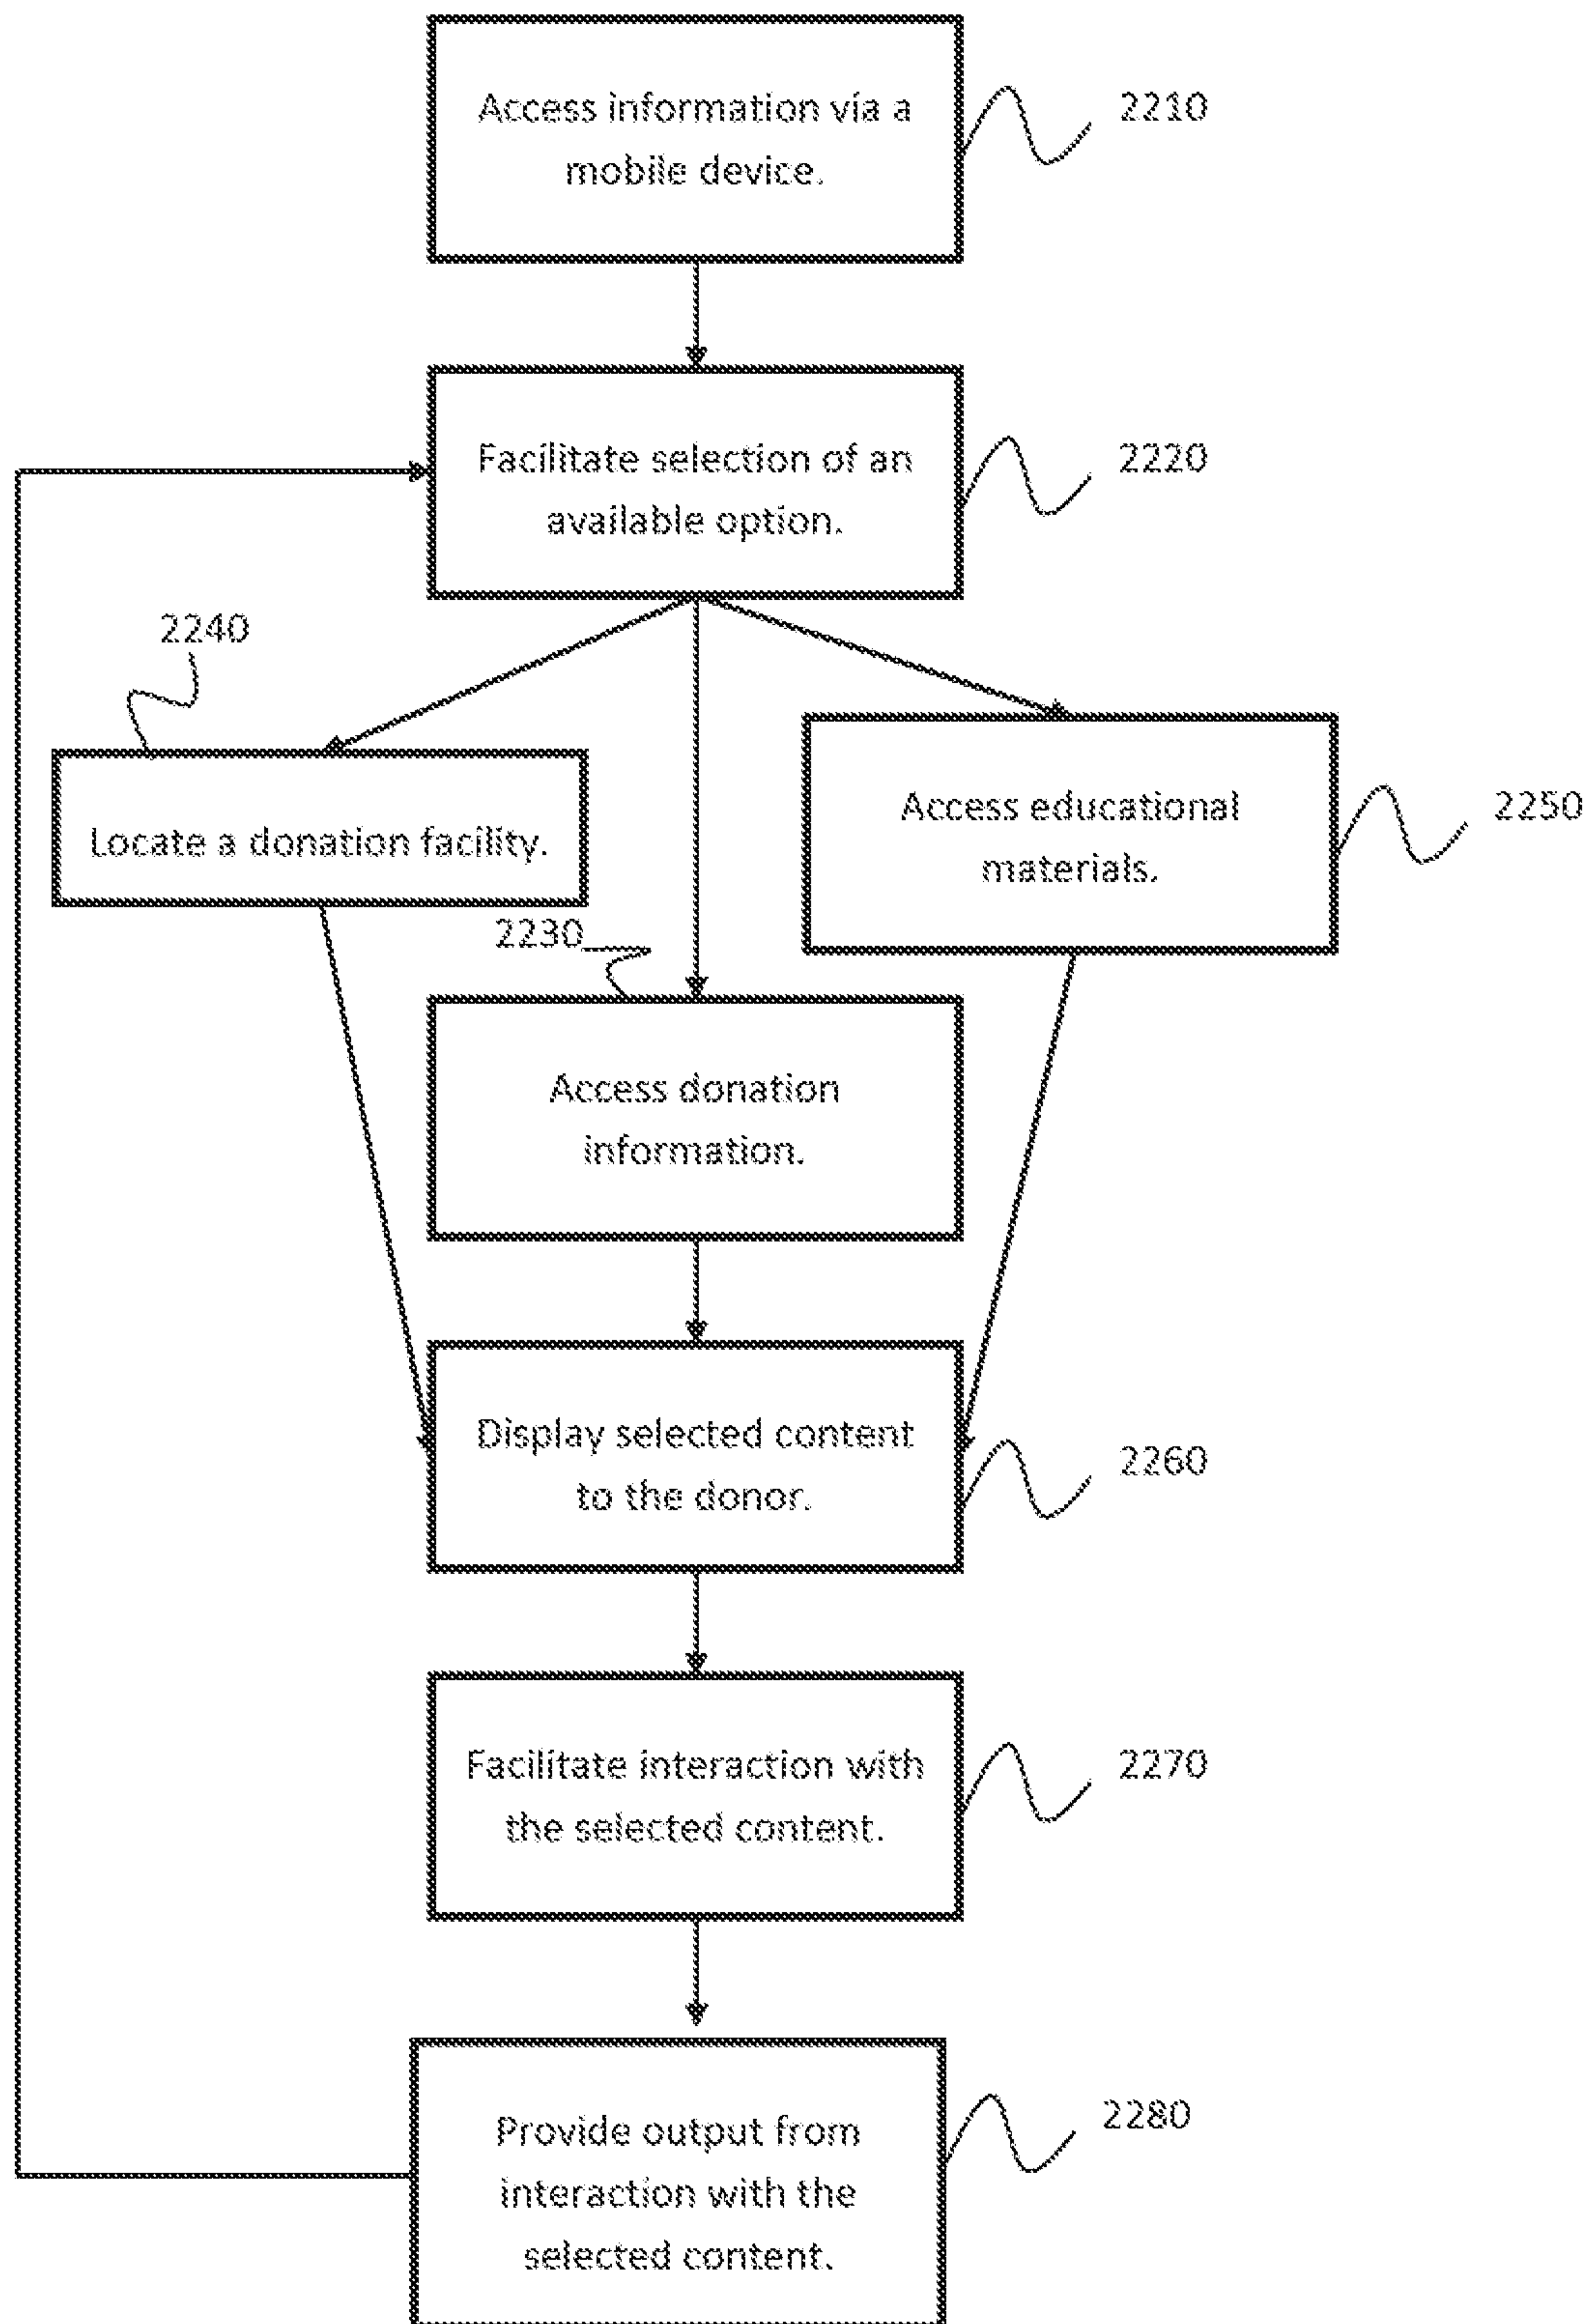 Access information via a
mobile device.
2210
Facilitate selection of an
available option.
2220
2240
Locate a donation facility.
Access educational
materials.
2250
2230
Access donation
information.
Display selected content
to the donor.
2260
Facilitate interaction with
the selected content.
2270
Provide output from
interaction with the
selected content.
2280